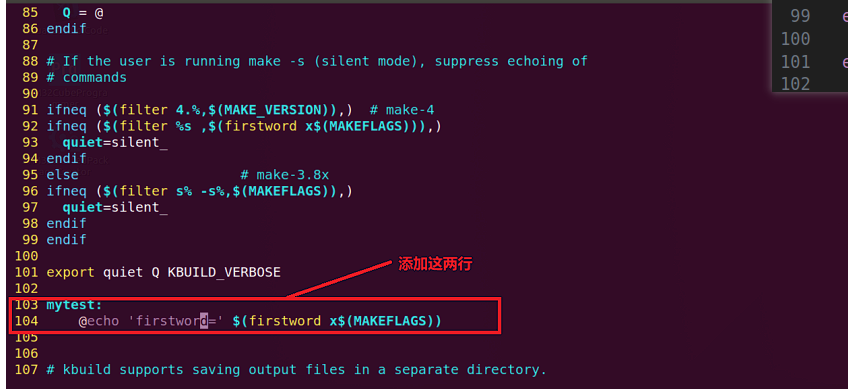 85   Q = @
86 endif
87
88 # If the user is running make -s (silent mode), suppress echoing of
89 # commands
90
91 ifneq ($(filter 4.%,$(MAKE_VERSION)),)  # make-4
92 ifneq ($(filter %s ,$(firstword x$(MAKEFLAGS))),)
93   quiet=silent_
94 endif
95 else                    # make-3.8x
96 ifneq ($(filter s% -s%,$(MAKEFLAGS)),)
97   quiet=silent_
98 endif
99 endif
100
101 export quiet Q KBUILD_VERBOSE
添加这两行
102
103 mytest:
104     @echo 'firstword=' $(firstword x$(MAKEFLAGS))
105
106
107 # kbuild supports saving output files in a separate directory.
99 e
100
101 e
102